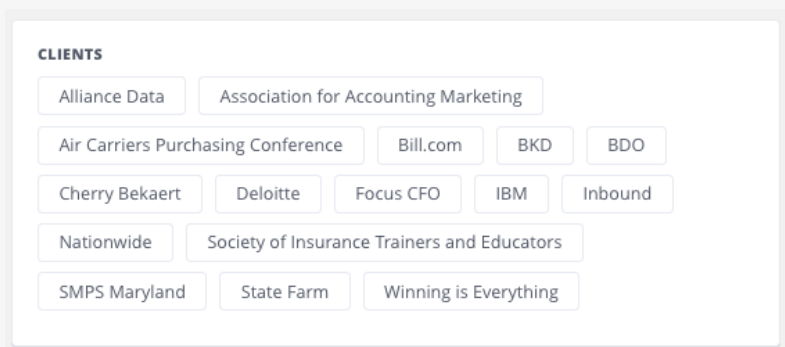 CLIENTS
Alliance Data Association for Accounting Marketing
Air Carriers Purchasing Conference Bill.com BKD BDO
Cherry Bekaert Deloitte Focus CFO IBM Inbound
Nationwide Society of Insurance Trainers and Educators
SMPS Maryland State Farm Winning is Everything